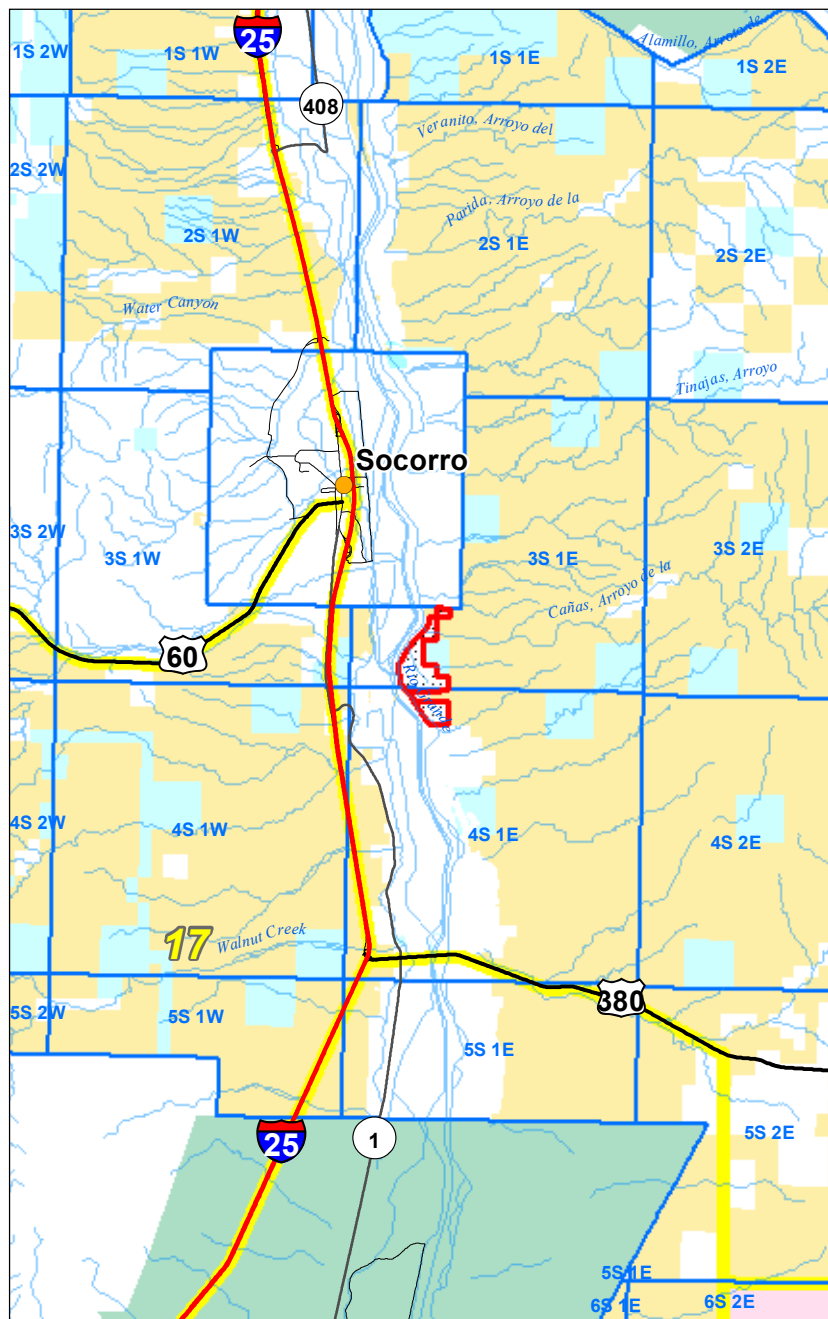 25
1S 2W
1S 1W
1S 1E
Alamillo, Arroyo de
1S 2E
408
Veranito, Arroyo del
2S 2W
Parida, Arroyo de la
2S 1W
2S 1E
2S 2E
Water Canyon
Tinajas, Arroyo
Socorro
3S 2W
3S 1W
3S 1E
3S 2E
Cañas, Arroyo de la
60
Rio Grande
4S 2W
4S 1W
4S 1E
4S 2E
17
Walnut Creek
380
5S 2W
5S 1W
5S 1E
25
1
5S 2E
5S 1E
6S 1E
6S 2E